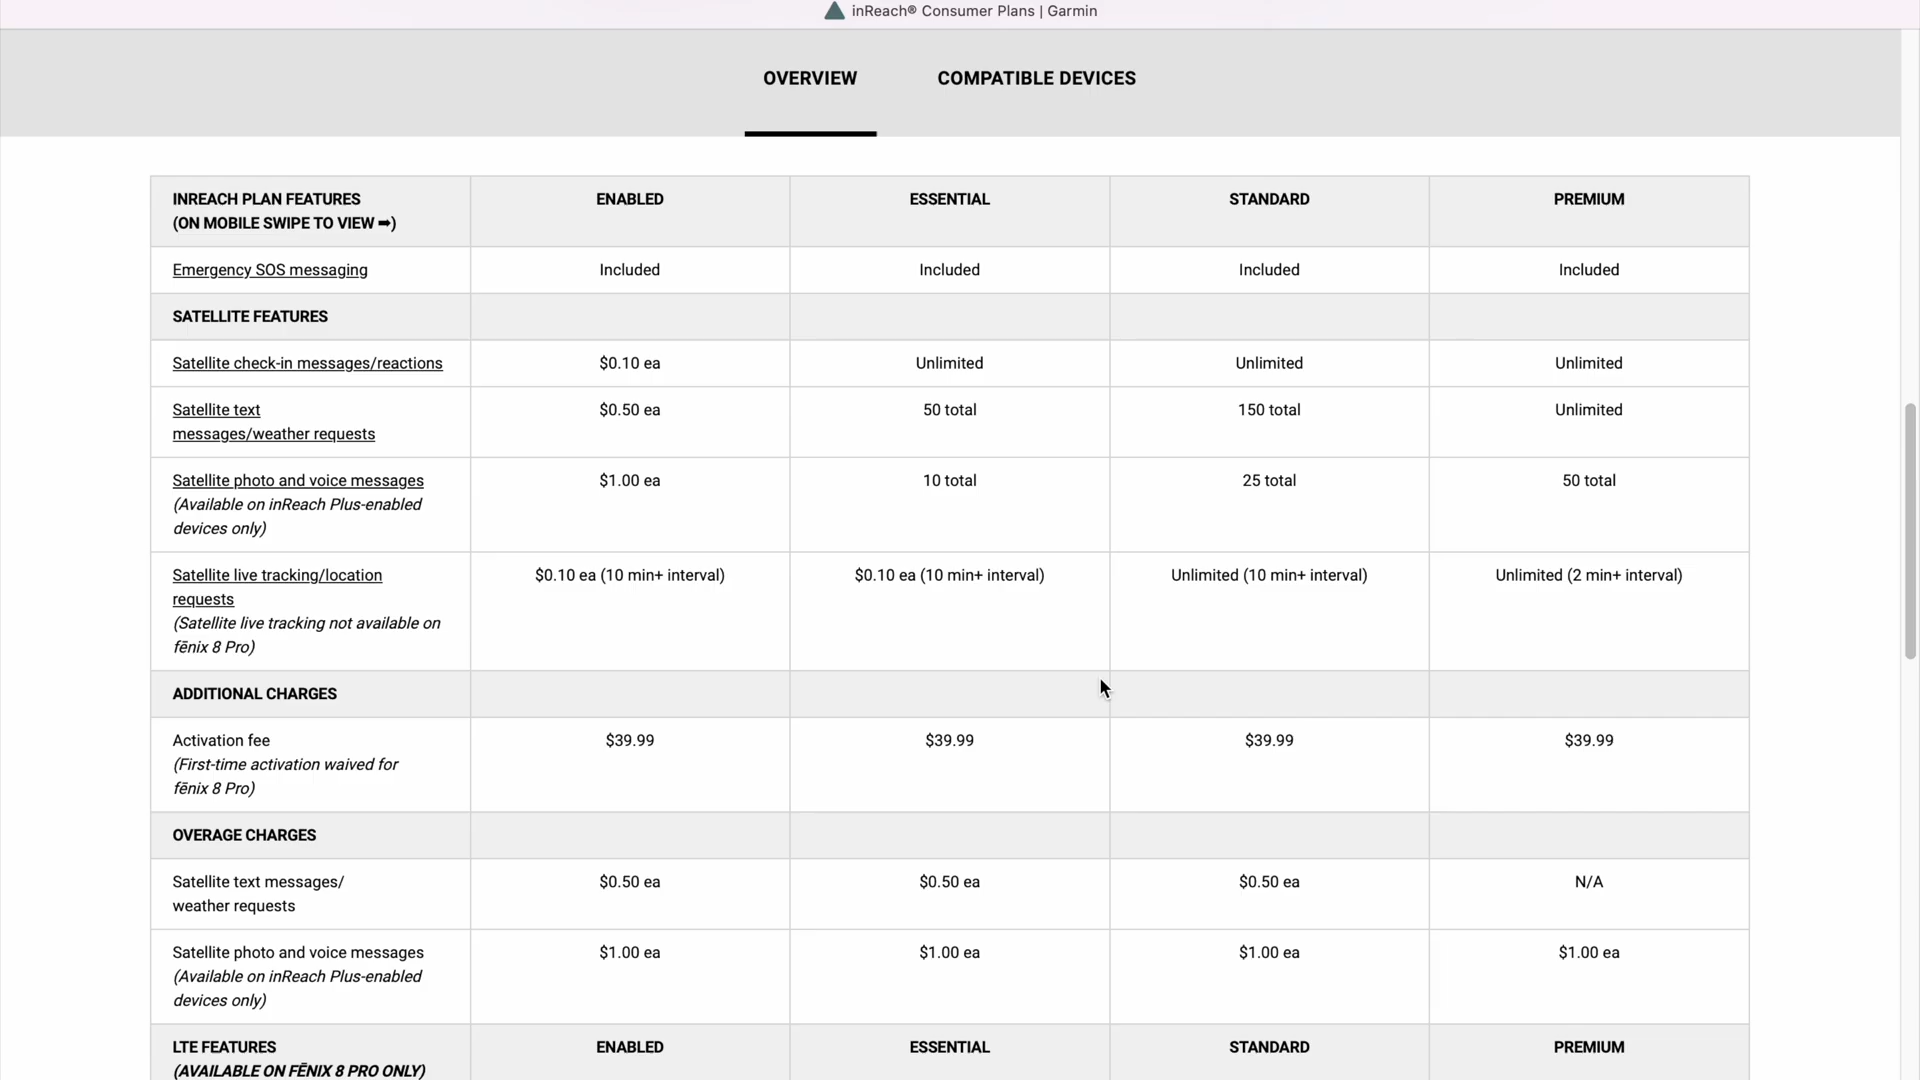 inReach® Consumer Plans | Garmin
OVERVIEW COMPATIBLE DEVICES
INREACH PLAN FEATURES ENABLED ESSENTIAL STANDARD PREMIUM
(ON MOBILE SWIPE TO VIEW ➡)
Emergency SOS messaging Included Included Included Included
SATELLITE FEATURES
Satellite check-in messages/reactions $0.10 ea Unlimited Unlimited Unlimited
Satellite text $0.50 ea 50 total 150 total Unlimited
messages/weather requests
Satellite photo and voice messages $1.00 ea 10 total 25 total 50 total
(Available on inReach Plus-enabled
devices only)
Satellite live tracking/location $0.10 ea (10 min+ interval) $0.10 ea (10 min+ interval) Unlimited (10 min+ interval) Unlimited (2 min+ interval)
requests
(Satellite live tracking not available on
fēnix 8 Pro)
ADDITIONAL CHARGES
Activation fee $39.99 $39.99 $39.99 $39.99
(First-time activation waived for
fēnix 8 Pro)
OVERAGE CHARGES
Satellite text messages/ $0.50 ea $0.50 ea $0.50 ea N/A
weather requests
Satellite photo and voice messages $1.00 ea $1.00 ea $1.00 ea $1.00 ea
(Available on inReach Plus-enabled
devices only)
LTE FEATURES ENABLED ESSENTIAL STANDARD PREMIUM
(AVAILABLE ON FĒNIX 8 PRO ONLY)